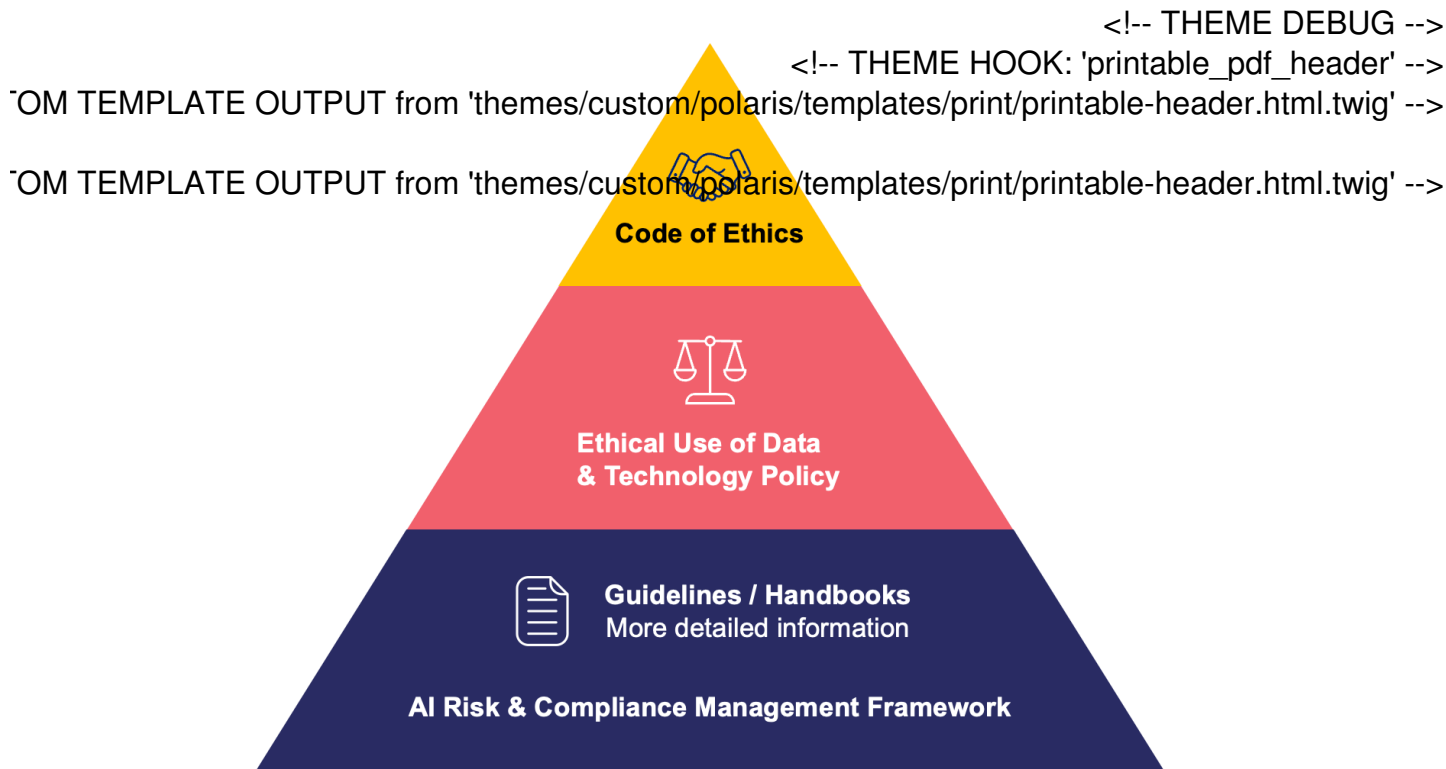 <!-- THEME DEBUG -->
<!-- THEME HOOK: 'printable_pdf_header' -->
OM TEMPLATE OUTPUT from 'themes/custom/polaris/templates/print/printable-header.html.twig' -->
OM TEMPLATE OUTPUT from 'themes/custom/polaris/templates/print/printable-header.html.twig' -->
Code of Ethics
Ethical Use of Data
& Technology Policy
Guidelines / Handbooks
More detailed information
AI Risk & Compliance Management Framework